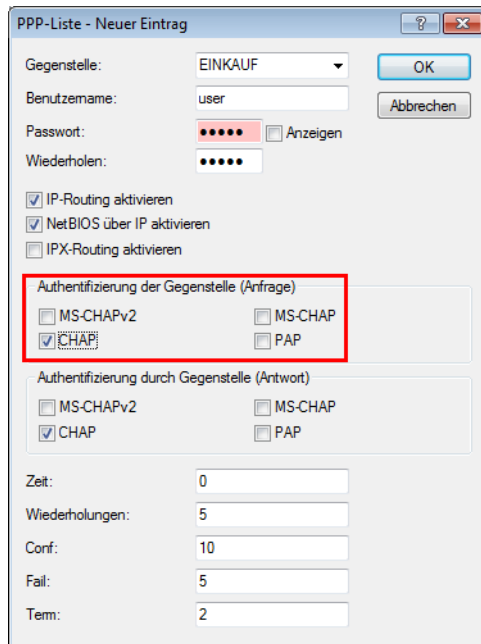 PPP-Liste - Neuer Eintrag
Gegenstelle: EINKAUF OK
Benutzername: user Abbrechen
Passwort: ●●●●● Anzeigen
Wiederholen: ●●●●●
IP-Routing aktivieren
NetBIOS über IP aktivieren
IPX-Routing aktivieren
Authentifizierung der Gegenstelle (Anfrage)
MS-CHAPv2 MS-CHAP
CHAP PAP
Authentifizierung durch Gegenstelle (Antwort)
MS-CHAPv2 MS-CHAP
CHAP PAP
Zeit: 0
Wiederholungen: 5
Conf: 10
Fail: 5
Term: 2